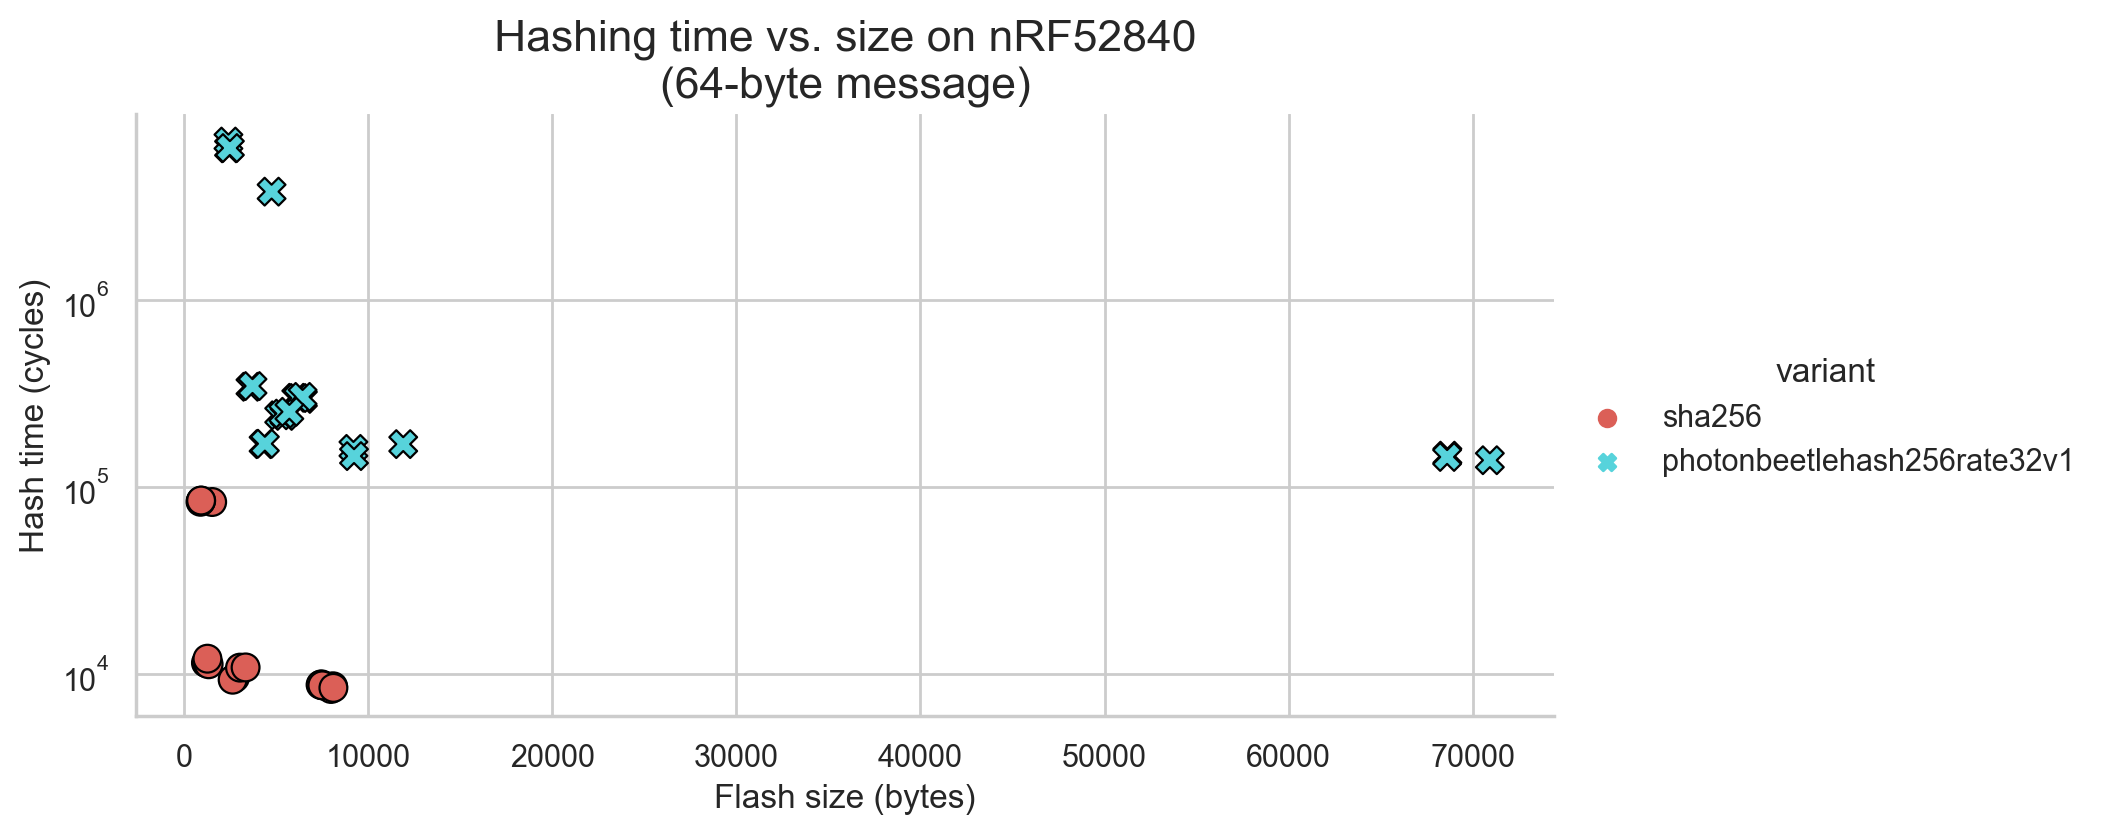 Hashing time vs. size on nRF52840
(64-byte message)
Hash time (cycles)
10^6
10^5
10^4
0 10000 20000 30000 40000 50000 60000 70000
Flash size (bytes)
variant
sha256
photonbeetlehash256rate32v1